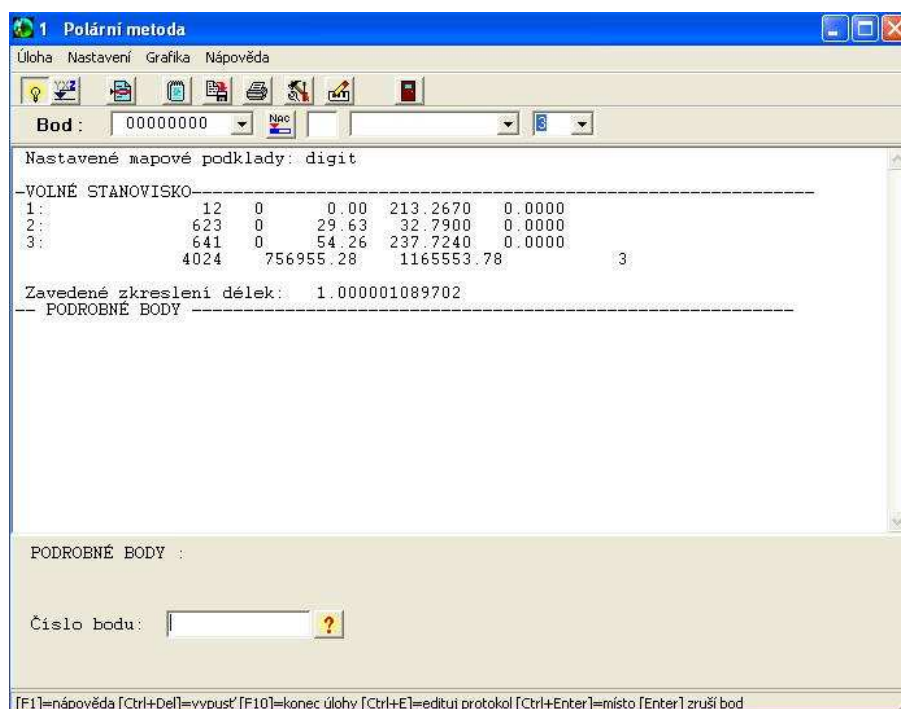 1 Polární metoda
Úloha Nastavení Grafika Nápověda
Bod : 00000000 NAC 3
Nastavené mapové podklady: digit
-VOLNÉ STANOVISKO-
1: 12 0 0.00 213.2670 0.0000
2: 623 0 29.63 32.7900 0.0000
3: 641 0 54.26 237.7240 0.0000
4024 756955.28 1165553.78 3
Zavedené zkreslení délek: 1.000001089702
-- PODROBNÉ BODY --
PODROBNÉ BODY :
Číslo bodu: ?
[F1]=nápověda [Ctrl+Del]=vypusť [F10]=konec úlohy [Ctrl+E]=edituj protokol [Ctrl+Enter]=místo [Enter] zruší bod